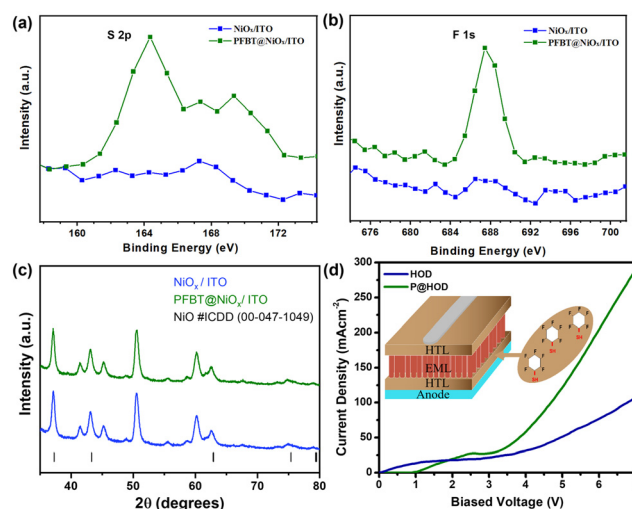 (a)
S 2p
NiOₓ/ITO
PFBT@NiOₓ/ITO
Intensity (a.u.)
160 164 168 172
Binding Energy (eV)
(b)
F 1s
NiOₓ/ITO
PFBT@NiOₓ/ITO
Intensity (a.u.)
676 680 684 688 692 696 700
Binding Energy (eV)
(c)
NiOₓ/ ITO
PFBT@NiOₓ/ ITO
NiO #ICDD (00-047-1049)
Intensity (a.u.)
40 50 60 70 80
2θ (degrees)
(d)
HOD
P@HOD
HTL
EML
HTL
Anode
F F F F F SH
F F F F F SH
F F F F F SH
Current Density (mAcm⁻²)
300
250
200
150
100
50
0
0 1 2 3 4 5 6
Biased Voltage (V)